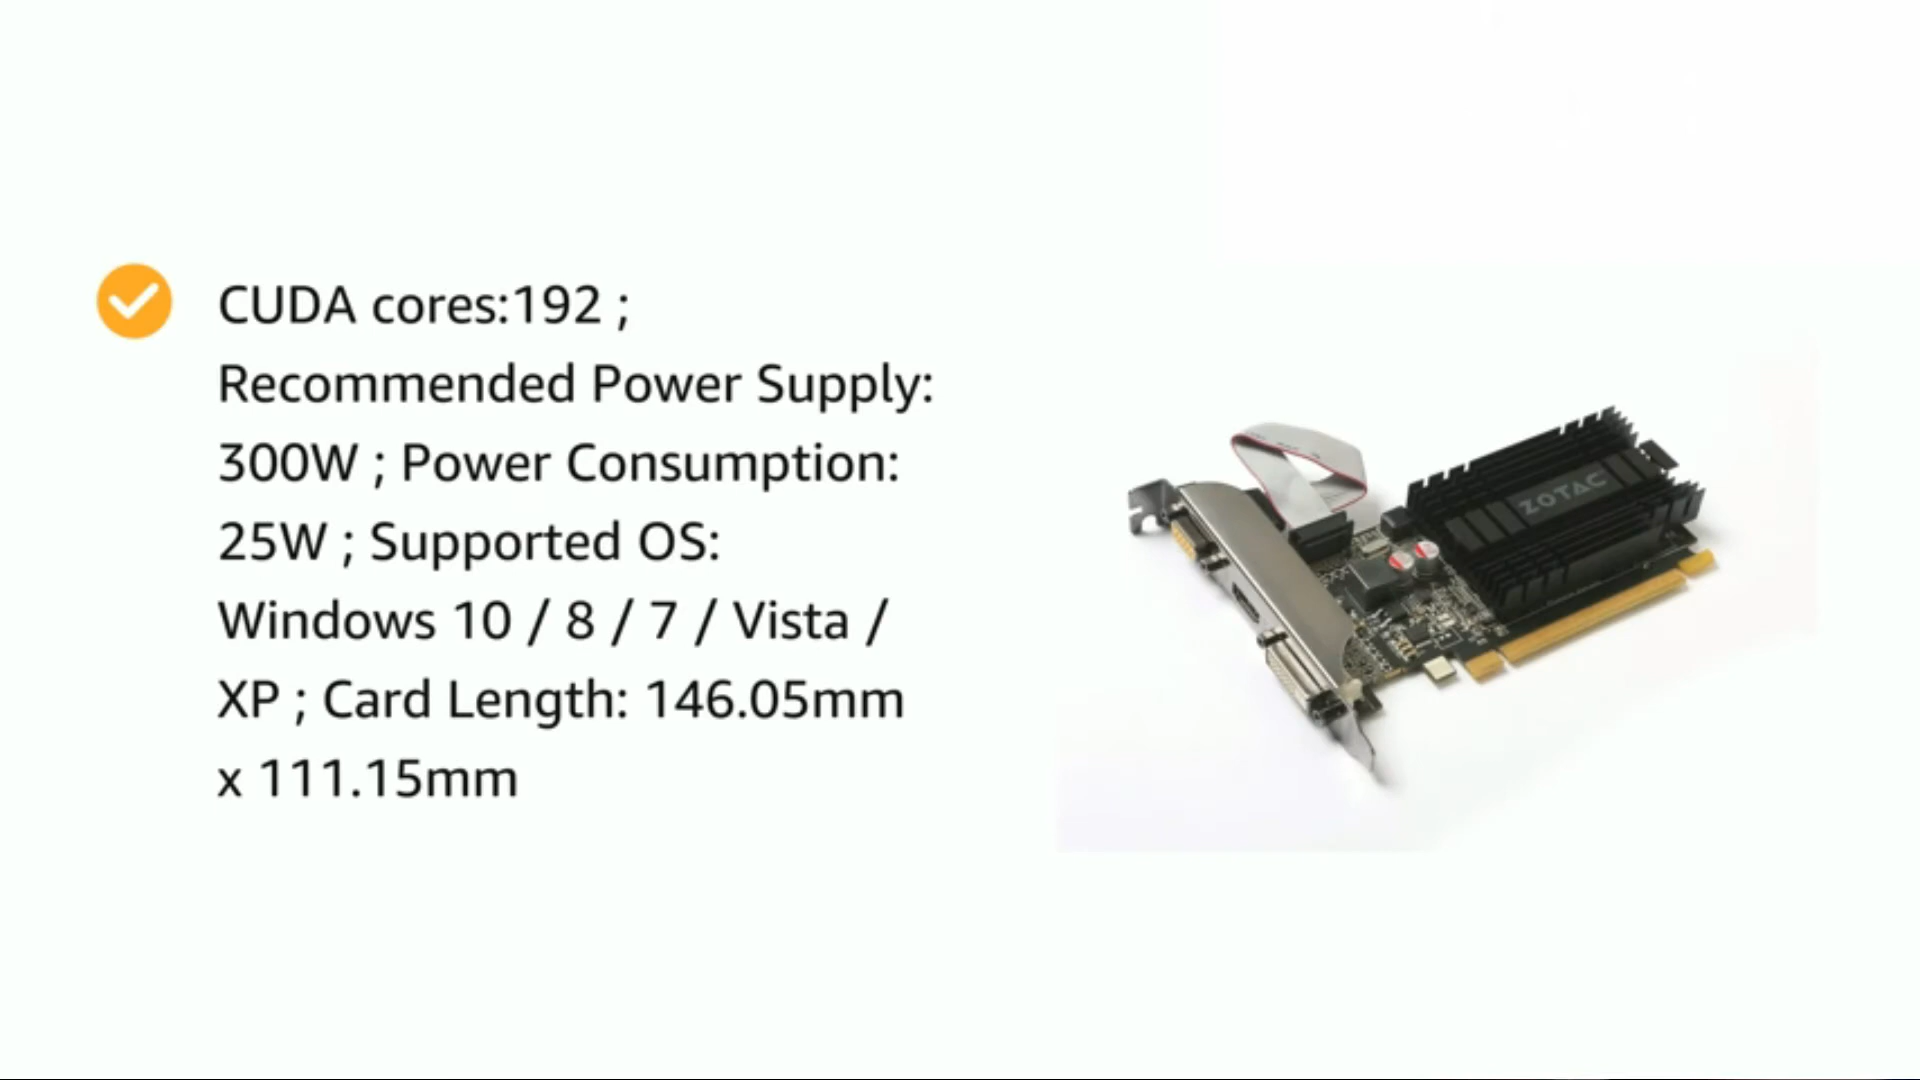 CUDA cores:192 ;
Recommended Power Supply:
300W ; Power Consumption:
25W ; Supported OS:
Windows 10 / 8 / 7 / Vista /
XP ; Card Length: 146.05mm
x 111.15mm
ZOTAC